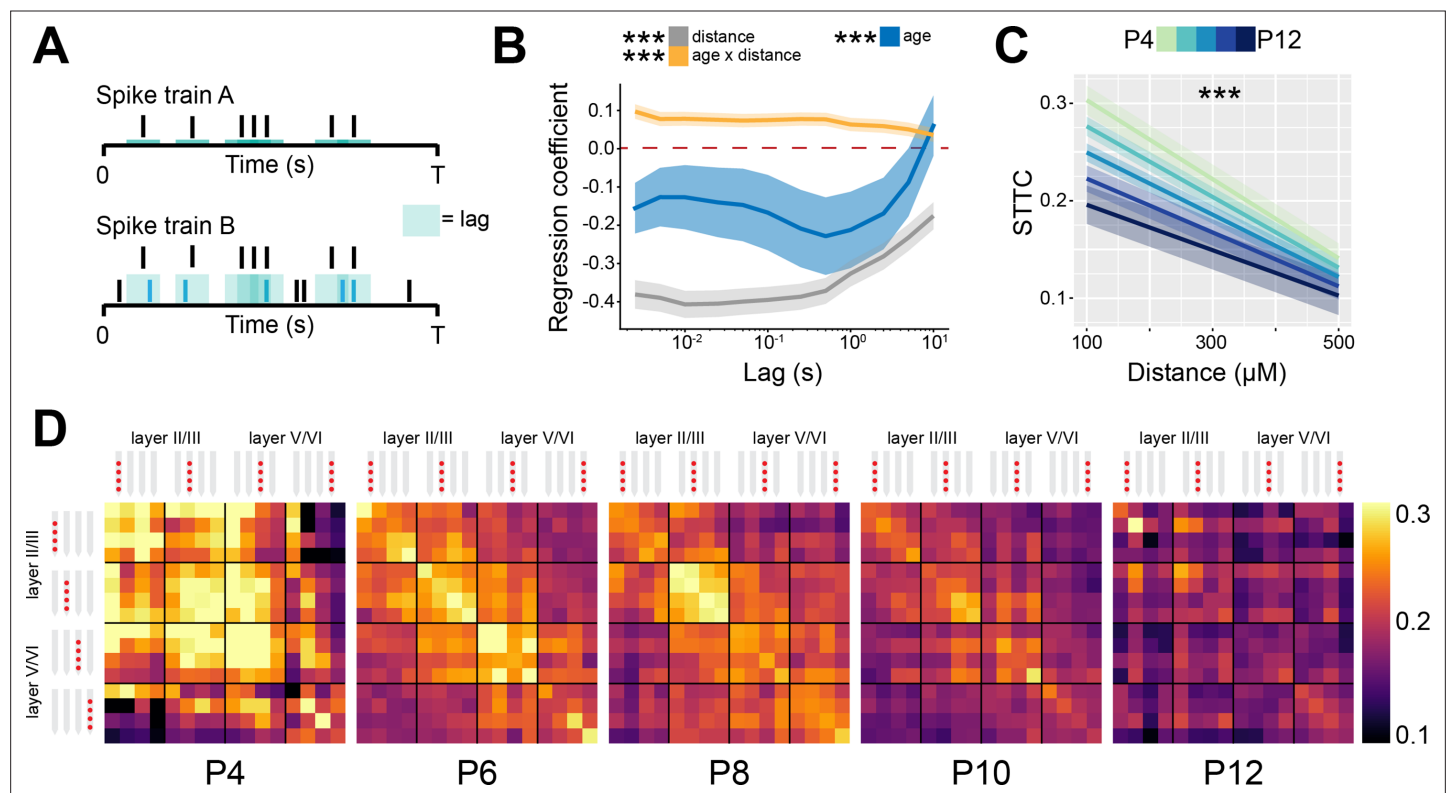 A
Spike train A
0
Time (s)
T
Spike train B
= lag
0
Time (s)
T
B
*** distance
*** age x distance
*** age
Regression coefficient
0.1
0.0
-0.1
-0.2
-0.3
-0.4
10-2
10-1
100
101
Lag (s)
C
P4
P12
***
STTC
0.3
0.2
0.1
100
300
500
Distance (μM)
D
layer II/III
layer V/VI
layer II/III
layer V/VI
layer II/III
layer V/VI
layer II/III
layer V/VI
layer II/III
layer V/VI
layer II/III
layer V/VI
0.3
0.2
0.1
P4
P6
P8
P10
P12